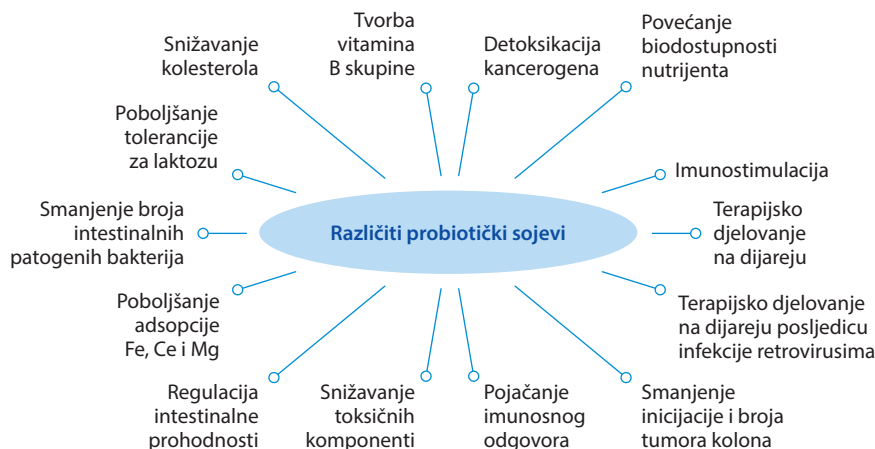 Snižavanje
kolesterola
Tvorba
vitamina
B skupine
Detoksikacija
kancerogena
Povećanje
biodostupnosti
nutrijenta
Poboljšanje
tolerancije
za laktozu
Imunostimulacija
Smanjenje broja
intestinalnih
patogenih bakterija
Različiti probiotički sojevi
Terapijsko
djelovanje
na dijareju
Poboljšanje
adsopcije
Fe, Ce i Mg
Terapijsko djelovanje
na dijareju posljedicu
infekcije retrovirusima
Regulacija
intestinalne
prohodnosti
Snižavanje
toksičnih
komponenti
Pojačanje
imunosnog
odgovora
Smanjenje
inicijacije i broja
tumora kolona